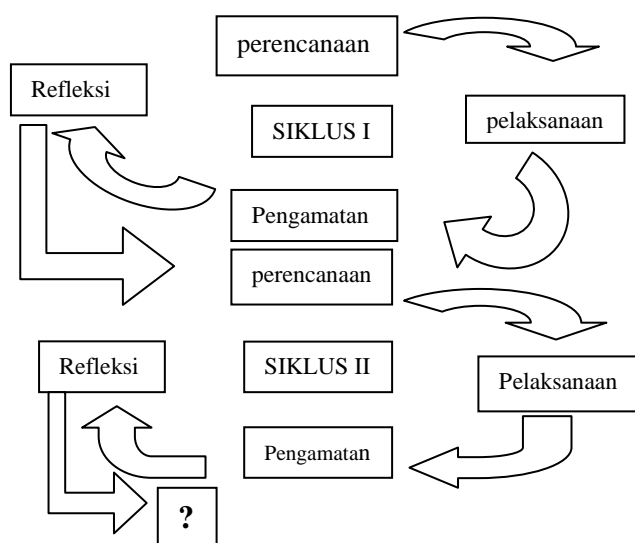 perencanaan
Refleksi
SIKLUS I
pelaksanaan
Pengamatan
perencanaan
Refleksi
SIKLUS II
Pelaksanaan
Pengamatan
?